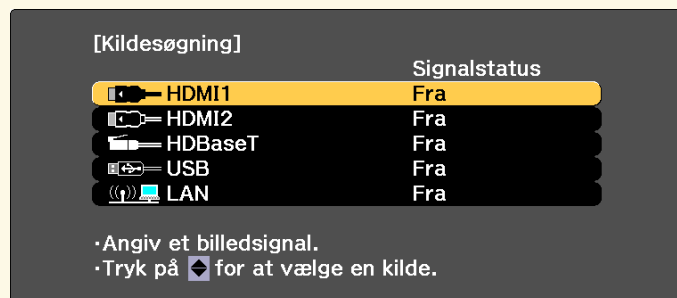 [Kildesøgning]
Signalstatus
HDMI1 Fra
HDMI2 Fra
HDBaseT Fra
USB Fra
LAN Fra
·Angiv et billedsignal.
·Tryk på for at vælge en kilde.